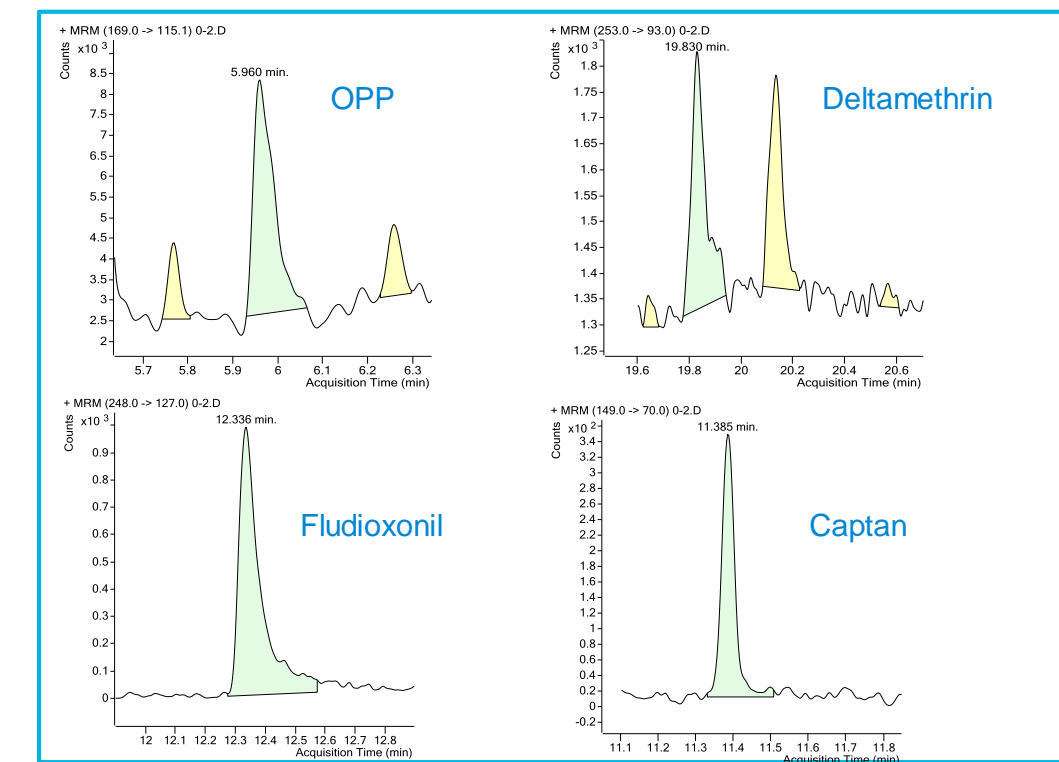 + MRM (169.0 -> 115.1) 0-2.D
Counts
x10 3
5.960 min.
OPP
8.5
8
7.5
7
6.5
6
5.5
5
4.5
4
3.5
3
2.5
2
5.7 5.8 5.9 6 6.1 6.2 6.3
Acquisition Time (min)
+ MRM (253.0 -> 93.0) 0-2.D
Counts
x10 3
19.830 min.
Deltamethrin
1.8
1.75
1.7
1.65
1.6
1.55
1.5
1.45
1.4
1.35
1.3
1.25
19.6 19.8 20 20.2 20.4 20.6
Acquisition Time (min)
+ MRM (248.0 -> 127.0) 0-2.D
Counts
x10 3
12.336 min.
Fludioxonil
0.9
0.8
0.7
0.6
0.5
0.4
0.3
0.2
0.1
0
12 12.1 12.2 12.3 12.4 12.5 12.6 12.7 12.8
Acquisition Time (min)
+ MRM (149.0 -> 70.0) 0-2.D
Counts
x10 2
11.385 min.
Captan
3.4
3.2
3
2.8
2.6
2.4
2.2
2
1.8
1.6
1.4
1.2
1
0.8
0.6
0.4
0.2
0
-0.2
11.1 11.2 11.3 11.4 11.5 11.6 11.7 11.8
Acquisition Time (min)